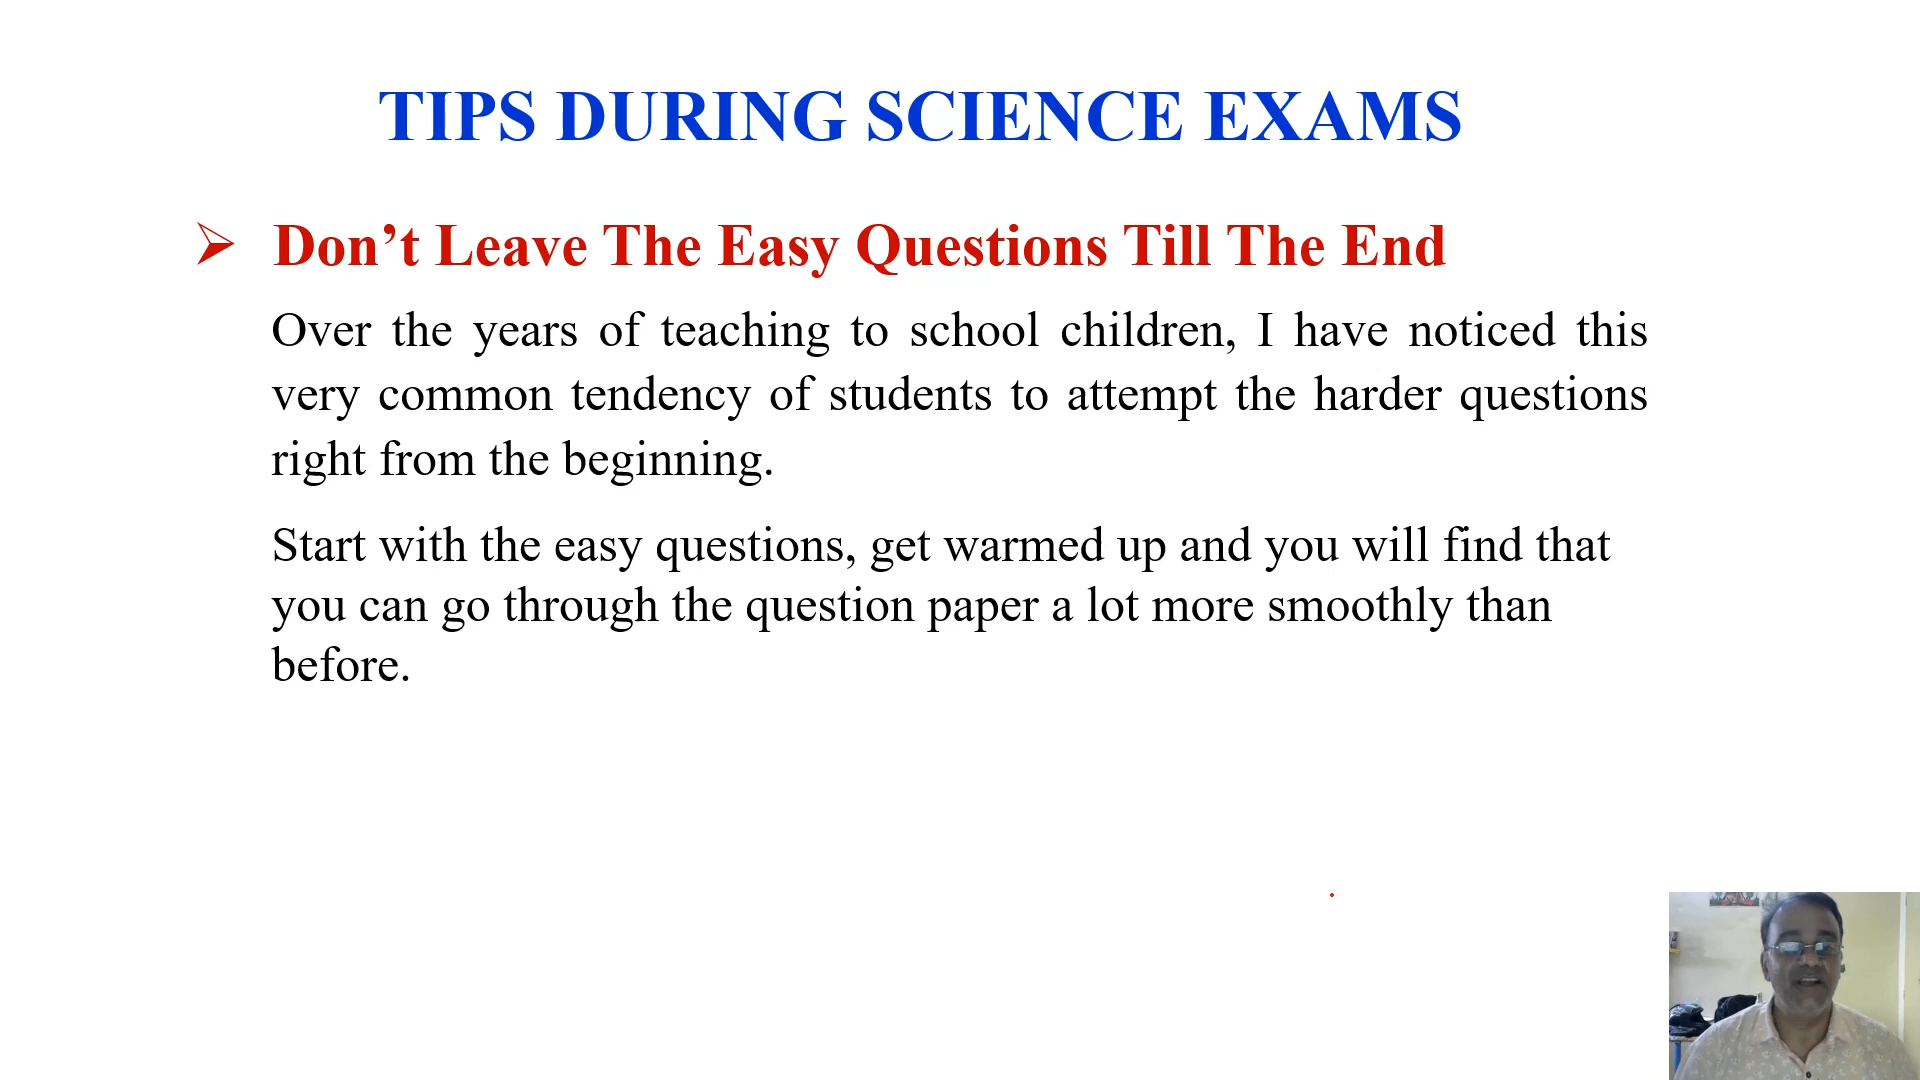 TIPS DURING SCIENCE EXAMS
Don’t Leave The Easy Questions Till The End
Over the years of teaching to school children, I have noticed this
very common tendency of students to attempt the harder questions
right from the beginning.
Start with the easy questions, get warmed up and you will find that
you can go through the question paper a lot more smoothly than
before.